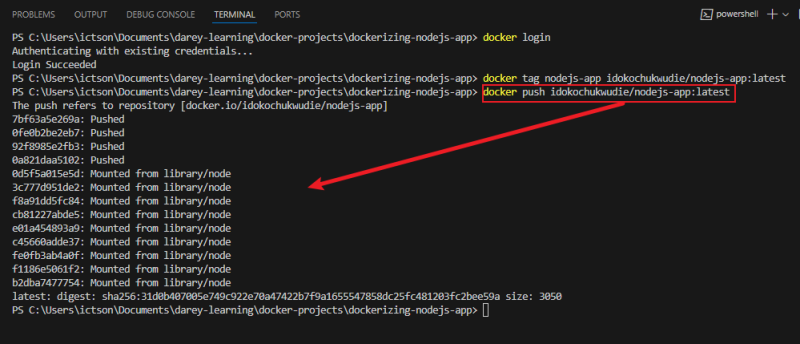 PROBLEMS OUTPUT DEBUG CONSOLE TERMINAL PORTS powershell
PS C:\Users\ictson\Documents\darey-learning\docker-projects\dockerizing-nodejs-app> docker login
Authenticating with existing credentials...
Login Succeeded
PS C:\Users\ictson\Documents\darey-learning\docker-projects\dockerizing-nodejs-app> docker tag nodejs-app idokochukwudie/nodejs-app:latest
PS C:\Users\ictson\Documents\darey-learning\docker-projects\dockerizing-nodejs-app> docker push idokochukwudie/nodejs-app:latest
The push refers to repository [docker.io/idokochukwudie/nodejs-app]
7bf63a5e269a: Pushed
0fe0b2be2eb7: Pushed
92f8985e2fb3: Pushed
0a821daa5102: Pushed
0d5f5a015e5d: Mounted from library/node
3c777d951de2: Mounted from library/node
f8a91dd5fc84: Mounted from library/node
cb81227abde5: Mounted from library/node
e01a454893a9: Mounted from library/node
c45660adde37: Mounted from library/node
fe0fb3ab4a0f: Mounted from library/node
f1186e5061f2: Mounted from library/node
b2dba7477754: Mounted from library/node
latest: digest: sha256:31d0b407005e749c922e70a47422b7f9a1655547858dc25fc481203fc2bee59a size: 3050
PS C:\Users\ictson\Documents\darey-learning\docker-projects\dockerizing-nodejs-app>